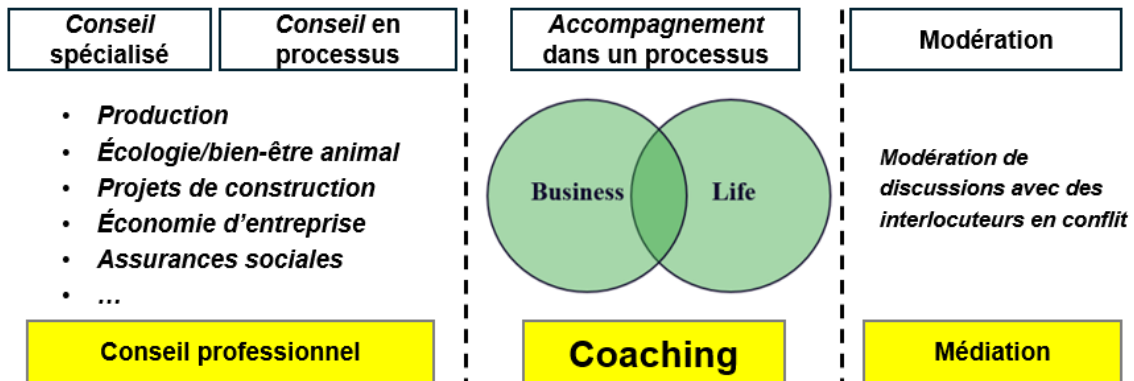 Conseil
spécialisé
Conseil en
processus
Accompagnement
dans un processus
Modération
• Production
• Écologie/bien-être animal
• Projets de construction
• Économie d’entreprise
• Assurances sociales
• ...
Business
Life
Modération de
discussions avec des
interlocuteurs en conflit
Conseil professionnel
Coaching
Médiation